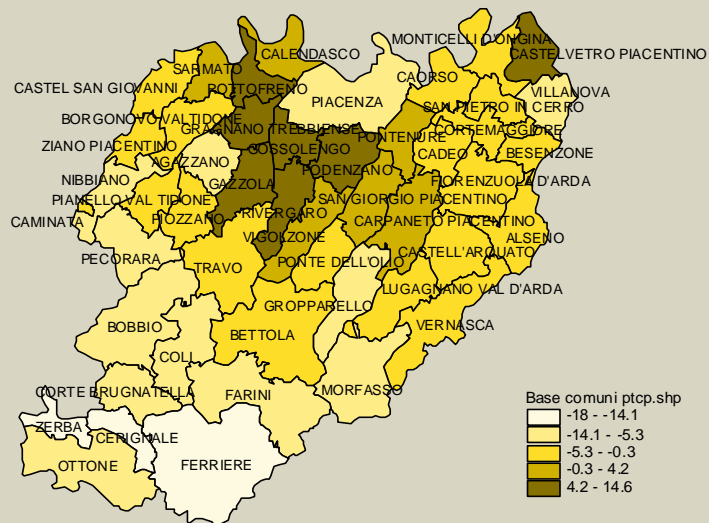 MONTICELLI D'ONGINA
CALENDASCO
CASTELVETRO PIACENTINO
SARMATO
CAORSO
CASTEL SAN GIOVANNI
ROTTOFRENO
VILLANOVA
PIACENZA
SAN PIETRO IN CERRO
BORGONOVO VALTIDONE
GRAGNANO TREBBIENSE
PONTENURE
CORTEMAGGIORE
ZIANO PIACENTINO
GOSSOLENGO
CADEO
BESENZONE
AGAZZANO
PODENZANO
NIBBIANO
GAZZOLA
FIORENZUOLA D'ARDA
PIANELLO VAL TIDONE
SAN GIORGIO PIACENTINO
CAMINATA
PIOZZANO
RIVERGARO
CARPANETO PIACENTINO
VIGOLZONE
ALSENO
PECORARA
TRAVO
PONTE DELL'OLIO
CASTELL'ARQUATO
LUGAGNANO VAL D'ARDA
GROPPARELLO
BOBBIO
BETTOLA
VERNASCA
COLI
CORTE BRUGNATELLA
FARINI
MORFASSO
ZERBA
CERIGNALE
OTTONE
FERRIERE
Base comuni ptcp.shp
-18 - -14.1
-14.1 - -5.3
-5.3 - -0.3
-0.3 - 4.2
4.2 - 14.6